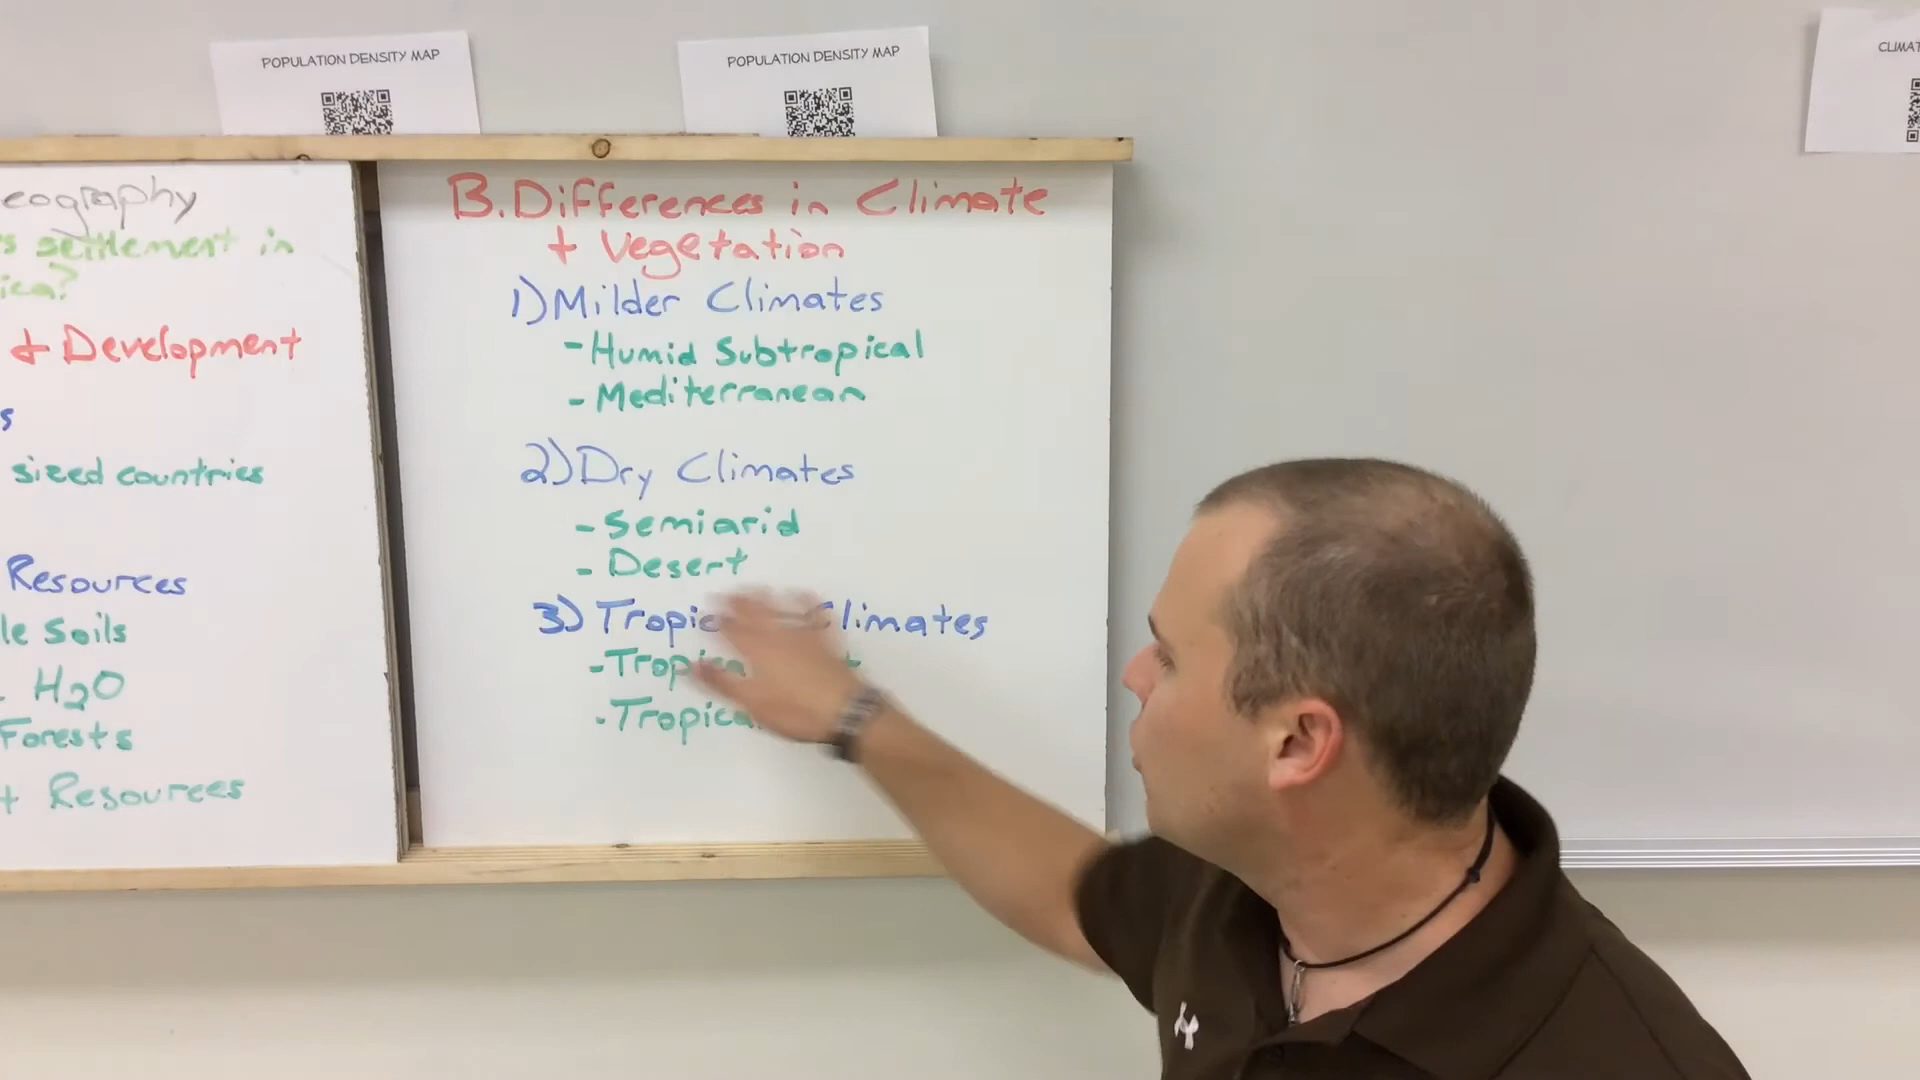 POPULATION DENSITY MAP
POPULATION DENSITY MAP
CLIMAT
eography
s settlement in
ica?
+ Development
s
sized countries
Resources
le Soils
H2O
Forests
+ Resources
B. Differences in Climate
+ Vegetation
1) Milder Climates
- Humid Subtropical
- Mediterranean
2) Dry Climates
- Semiarid
- Desert
3) Tropic Climates
- Tropica
- Tropical